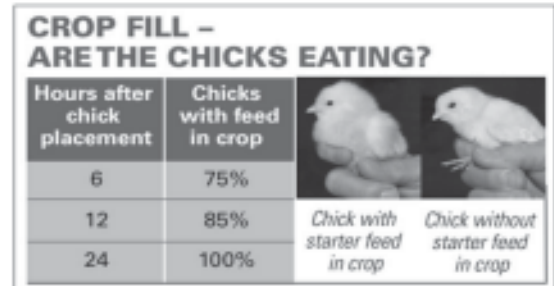 CROP FILL –
ARE THE CHICKS EATING?
Hours after
chick
placement
Chicks
with feed
in crop
6 75%
12 85%
24 100%
Chick with
starter feed
in crop
Chick without
starter feed
in crop